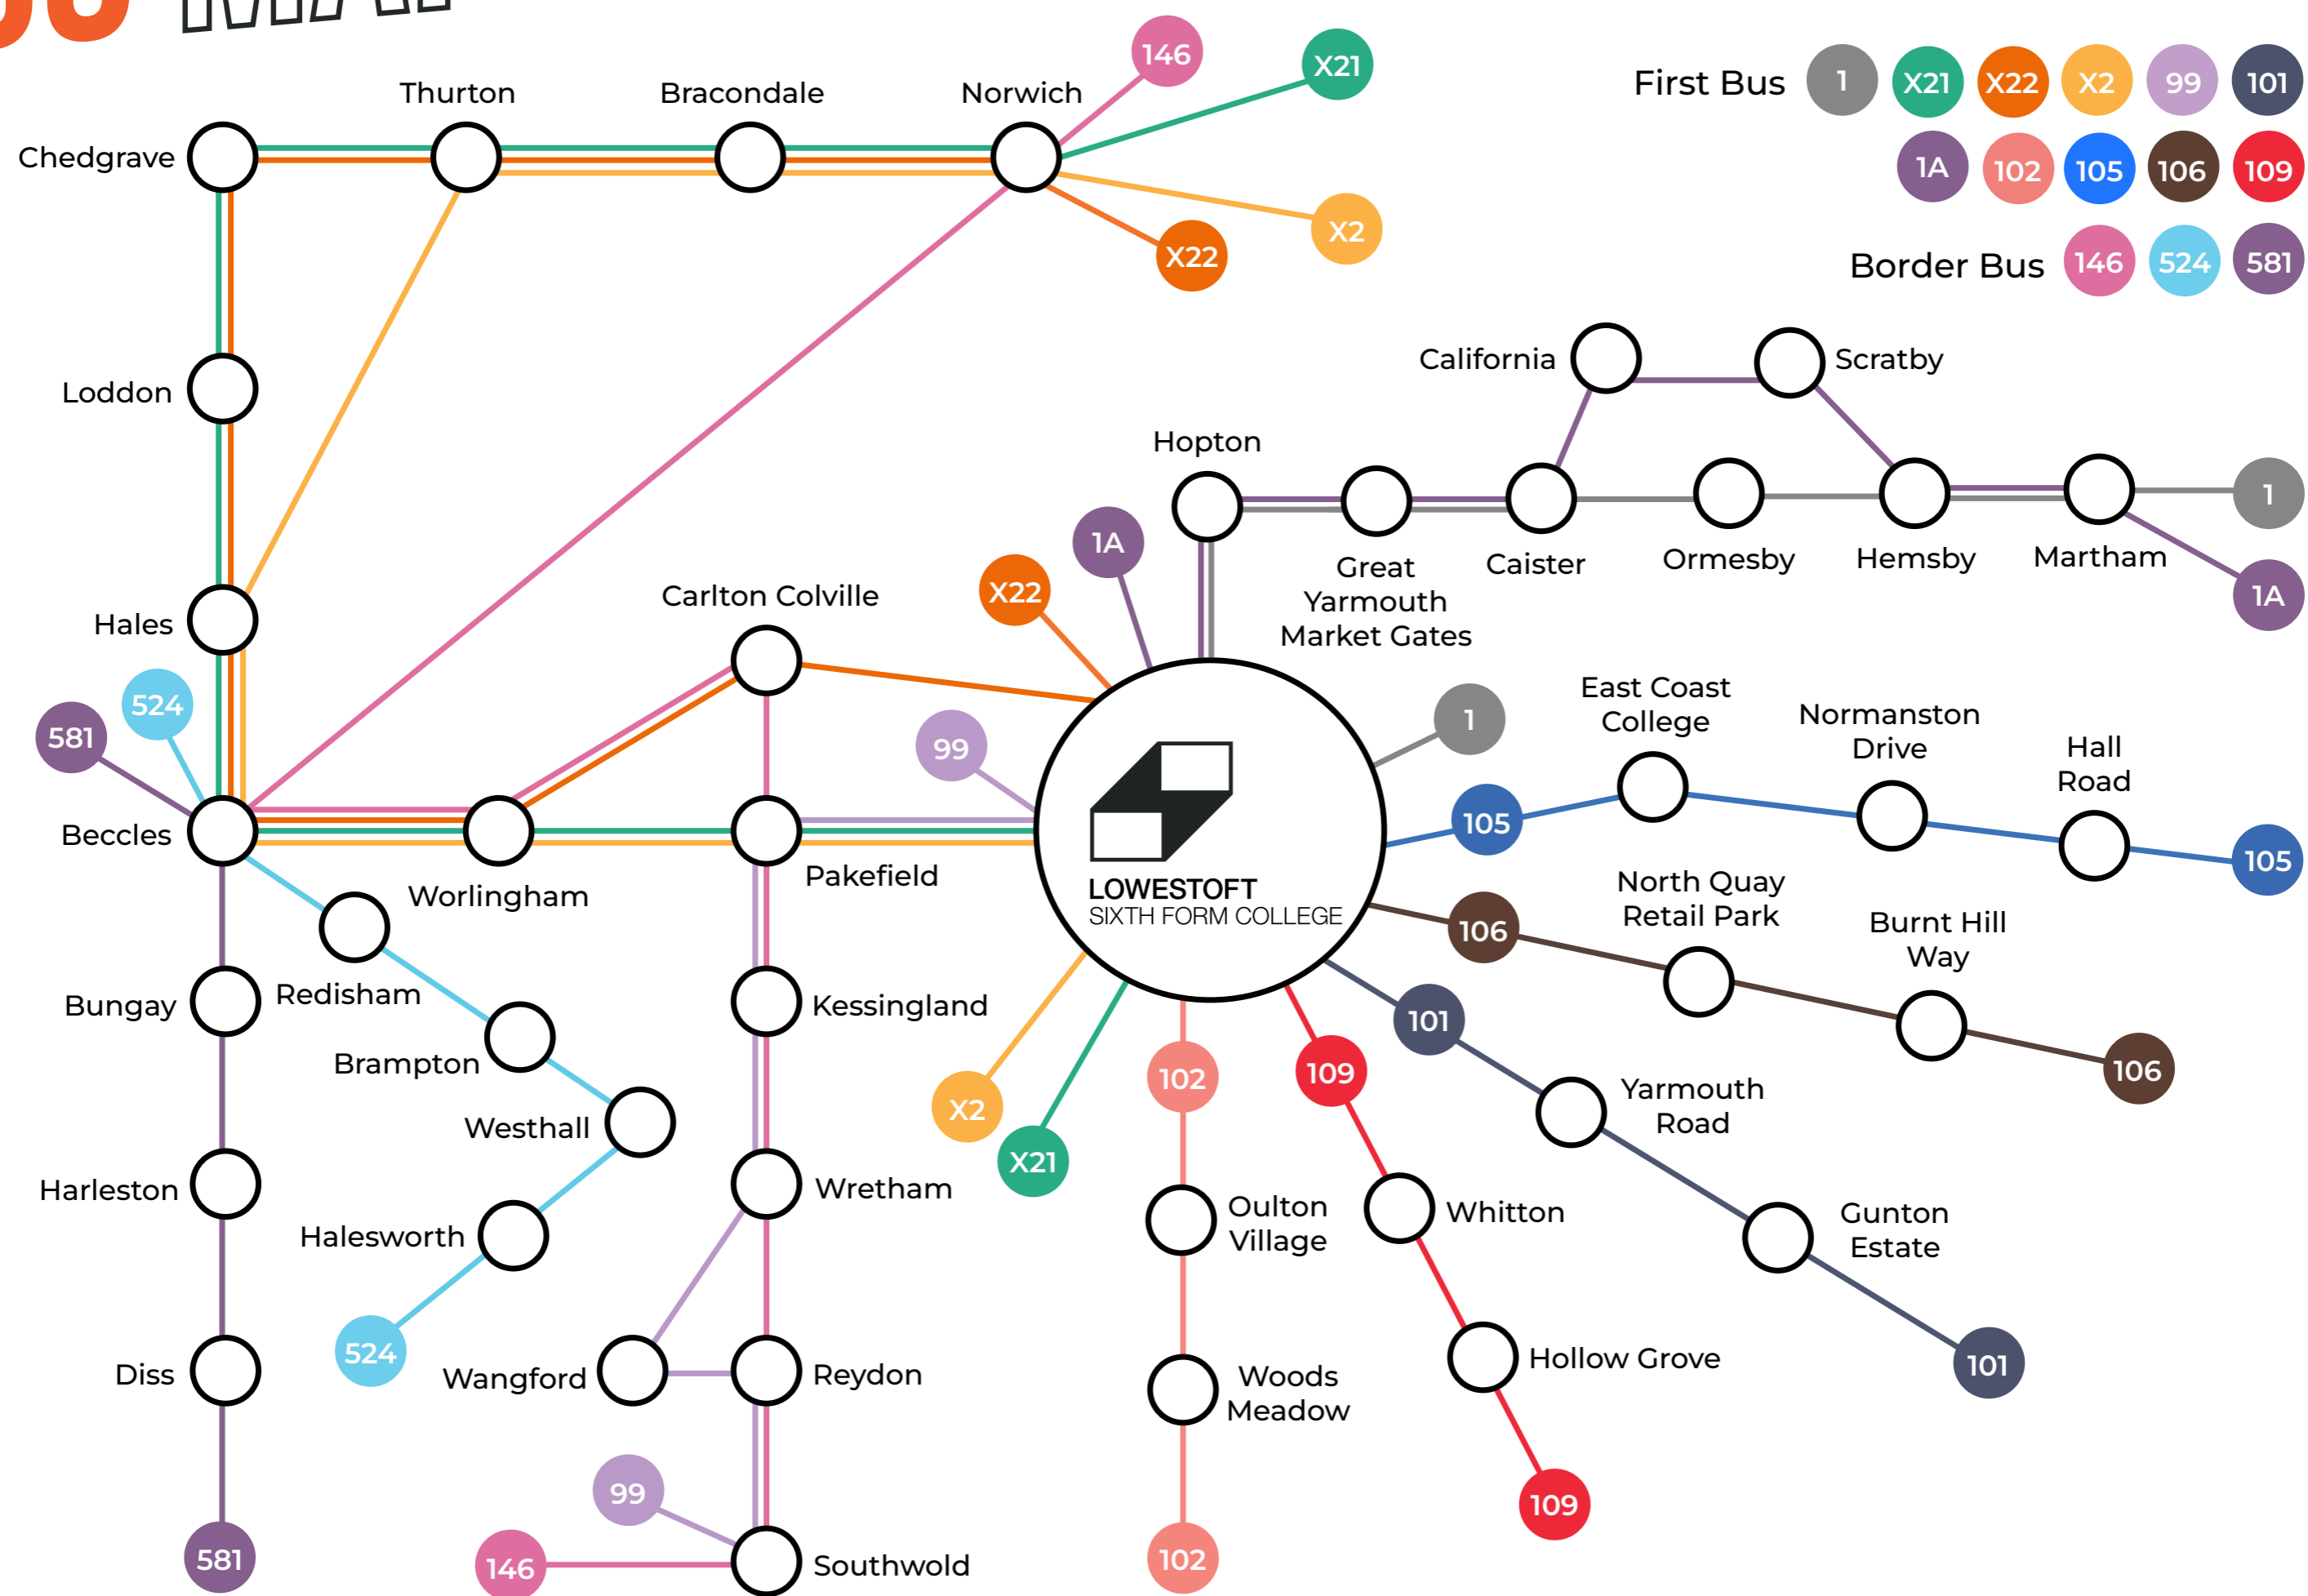 MAP
146
X21
Thurton
Bracondale
Norwich
First Bus 1 X21 X22 X2 99 101
Chedgrave
1A 102 105 106 109
X2
X22
Border Bus 146 524 581
California
Scratby
Loddon
Hopton
1
1A
Great
Yarmouth
Market Gates
Caister
Ormesby
Hemsby
Martham
1A
X22
Carlton Colville
Hales
524
581
99
1
East Coast
College
Normanston
Drive
Hall
Road
105
105
Beccles
Worlingham
Pakefield
LOWESTOFT
SIXTH FORM COLLEGE
North Quay
Retail Park
Burnt Hill
Way
106
106
Bungay
Redisham
Kessingland
101
Brampton
X2
102
109
Yarmouth
Road
Westhall
X21
Harleston
Wretham
Oulton
Village
Whitton
Gunton
Estate
Halesworth
524
101
Diss
Wangford
Reydon
Woods
Meadow
Hollow Grove
99
109
581
146
Southwold
102